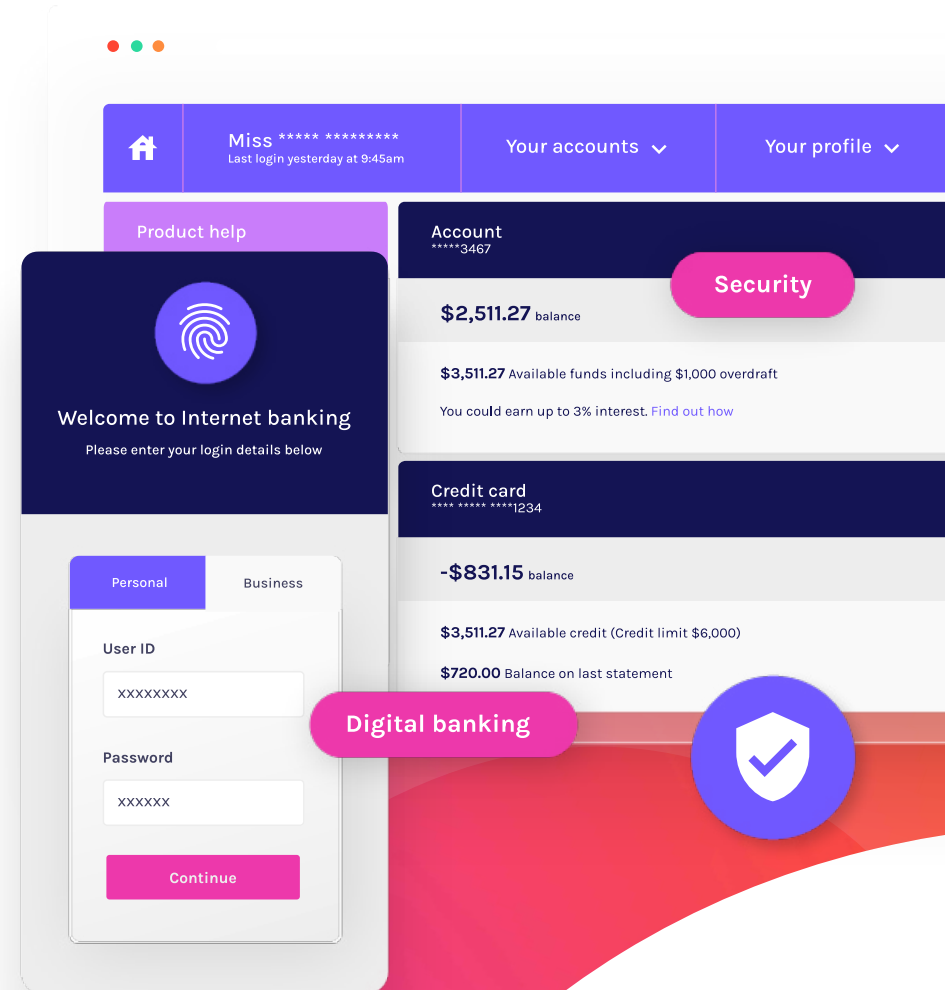 Miss ***** *********
Last login yesterday at 9:45am
Your accounts
Your profile
Product help
Account
*****3467
Security
$2,511.27 balance
$3,511.27 Available funds including $1,000 overdraft
You could earn up to 3% interest. Find out how
Credit card
**** ***** ****1234
-$831.15 balance
$3,511.27 Available credit (Credit limit $6,000)
$720.00 Balance on last statement
Digital banking
Welcome to Internet banking
Please enter your login details below
Personal
Business
User ID
xxxxxxxx
Password
xxxxxx
Continue